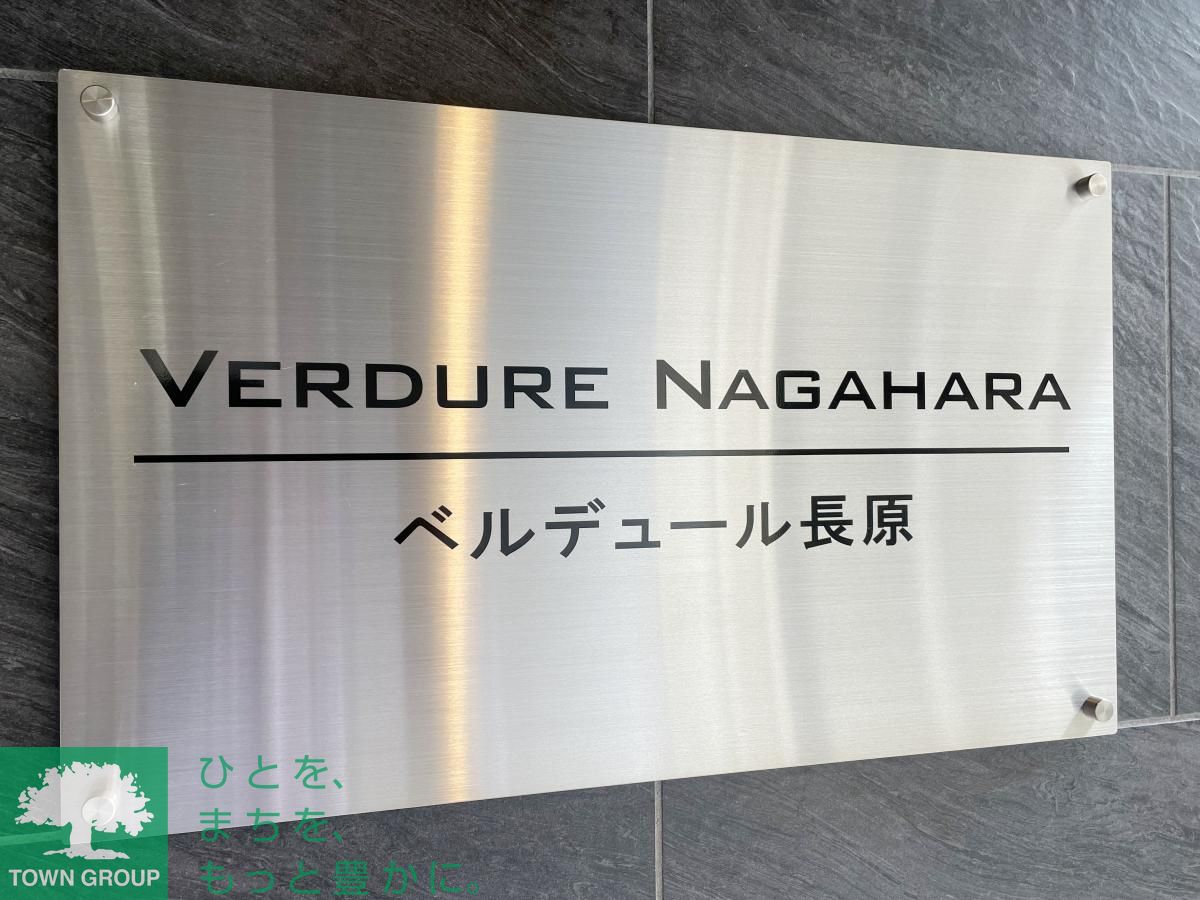 VERDURE NAGAHARA
ベルデュール長原
ひとを、
まちを、
もっと豊かに。
TOWN GROUP